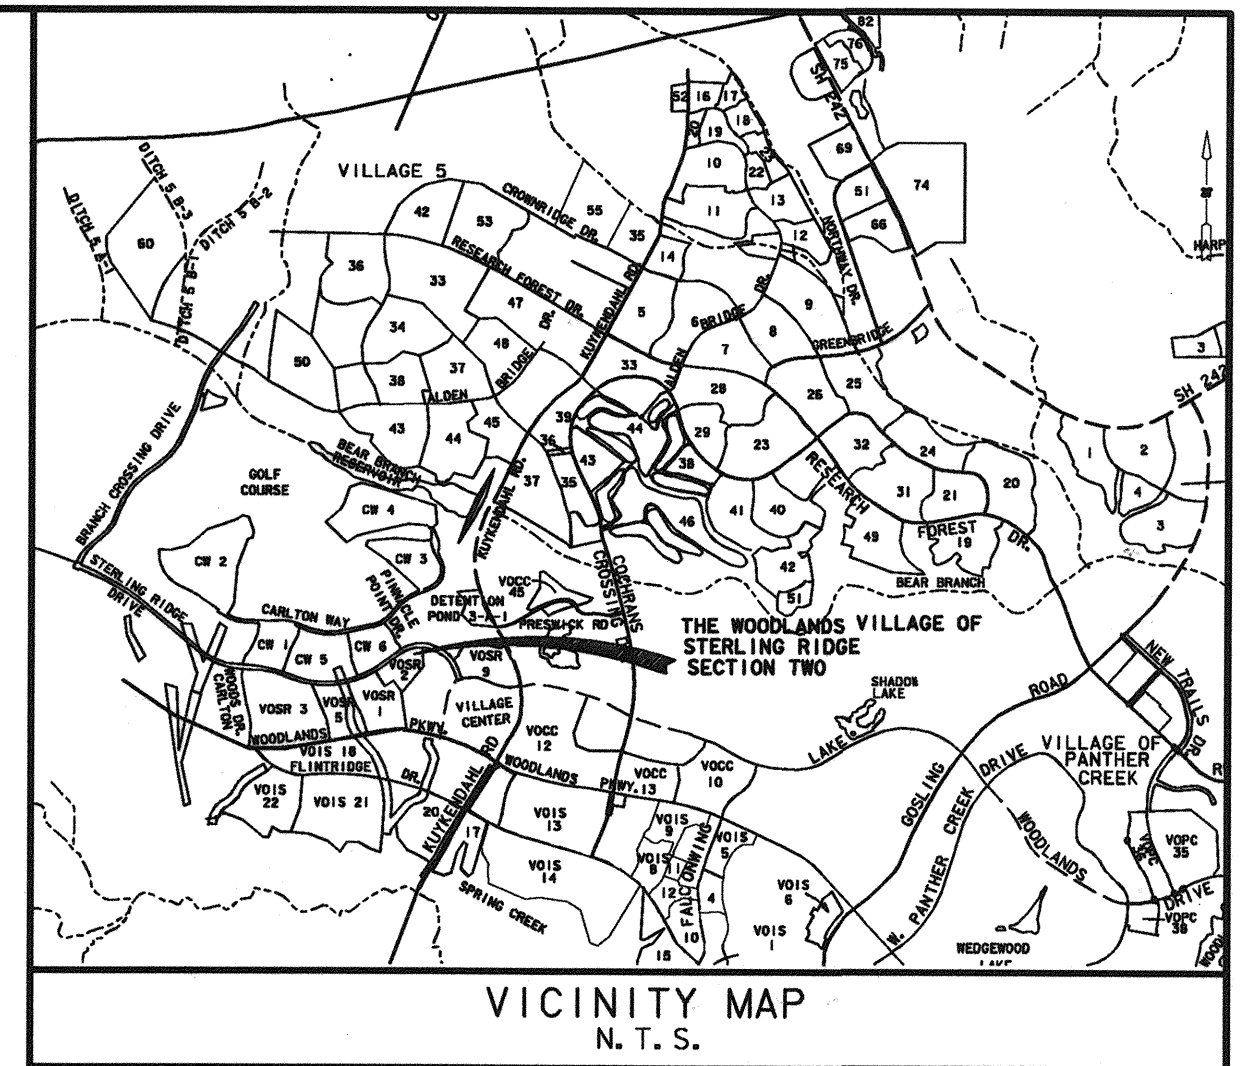 82
76
75
SH 242
52 16 17
18
20
19
23
69
10
22
51
74
13
11
66
12
NORTHWAY DR.
HARP
VILLAGE 5
DITCH 5 B-3
DITCH 5 B-2
DITCH 5 A-1
DITCH 5 B-1
60
42
53
CROWNRIDGE DR.
55
35
14
36
33
RESEARCH FOREST DR.
47
DR.
KUYKENDAHL RD.
5
6
BRIDGE
DR.
9
8
7
GREENBRIDGE
3
SH 242
34
48
BRIDGE
50
38
37
ALDEN
33
ALDEN
28
26
25
BRANCH CROSSING DRIVE
43
44
45
39
44
29
23
32
24
1
2
4
3
BEAR BRANCH
RESERVOIR
36
37
43
35
32
38
RESEARCH
31
21
20
GOLF
COURSE
CW 4
KUYKENDAHL RD.
46
41
40
49
FOREST
19
DR.
CW 2
CW 3
42
51
BEAR BRANCH
STERLING RIDGE
DRIVE
PINNACLE
POINT DR.
CARLTON WAY
DETENTION
POND 3-A-1
VOCC
45
PRESWICK RD
COCHRANS
CROSSING
THE WOODLANDS VILLAGE OF
STERLING RIDGE
SECTION TWO
CW 1
CW 5
CW 6
VOSR
2
VOSR
9
CARLTON
WOODS DR.
VOSR 3
VOSR
5
VOSR
1
VILLAGE
CENTER
SHADOW
LAKE
ROAD
NEW TRAILS
DR
WOODLANDS
PKWY.
VOCC
12
LAKE
VILLAGE OF
PANTHER
CREEK
VOIS 18
FLINTRIDGE
DR.
KUYKENDAHL RD
WOODLANDS
PKWY.
VOCC
13
VOCC
10
GOSLING
DRIVE
VOIS
22
VOIS 21
20
17
VOIS
13
VOIS
9
VOIS
5
FALCONWING
VOIS
8
11
12
4
10
15
VOIS
14
VOIS
6
VOIS
1
W. PANTHER CREEK
WOODLANDS
DRIVE
VOPC
35
VOPC
36
SPRING CREEK
WEDGEWOOD
LAKE
VICINITY MAP
N. T. S.